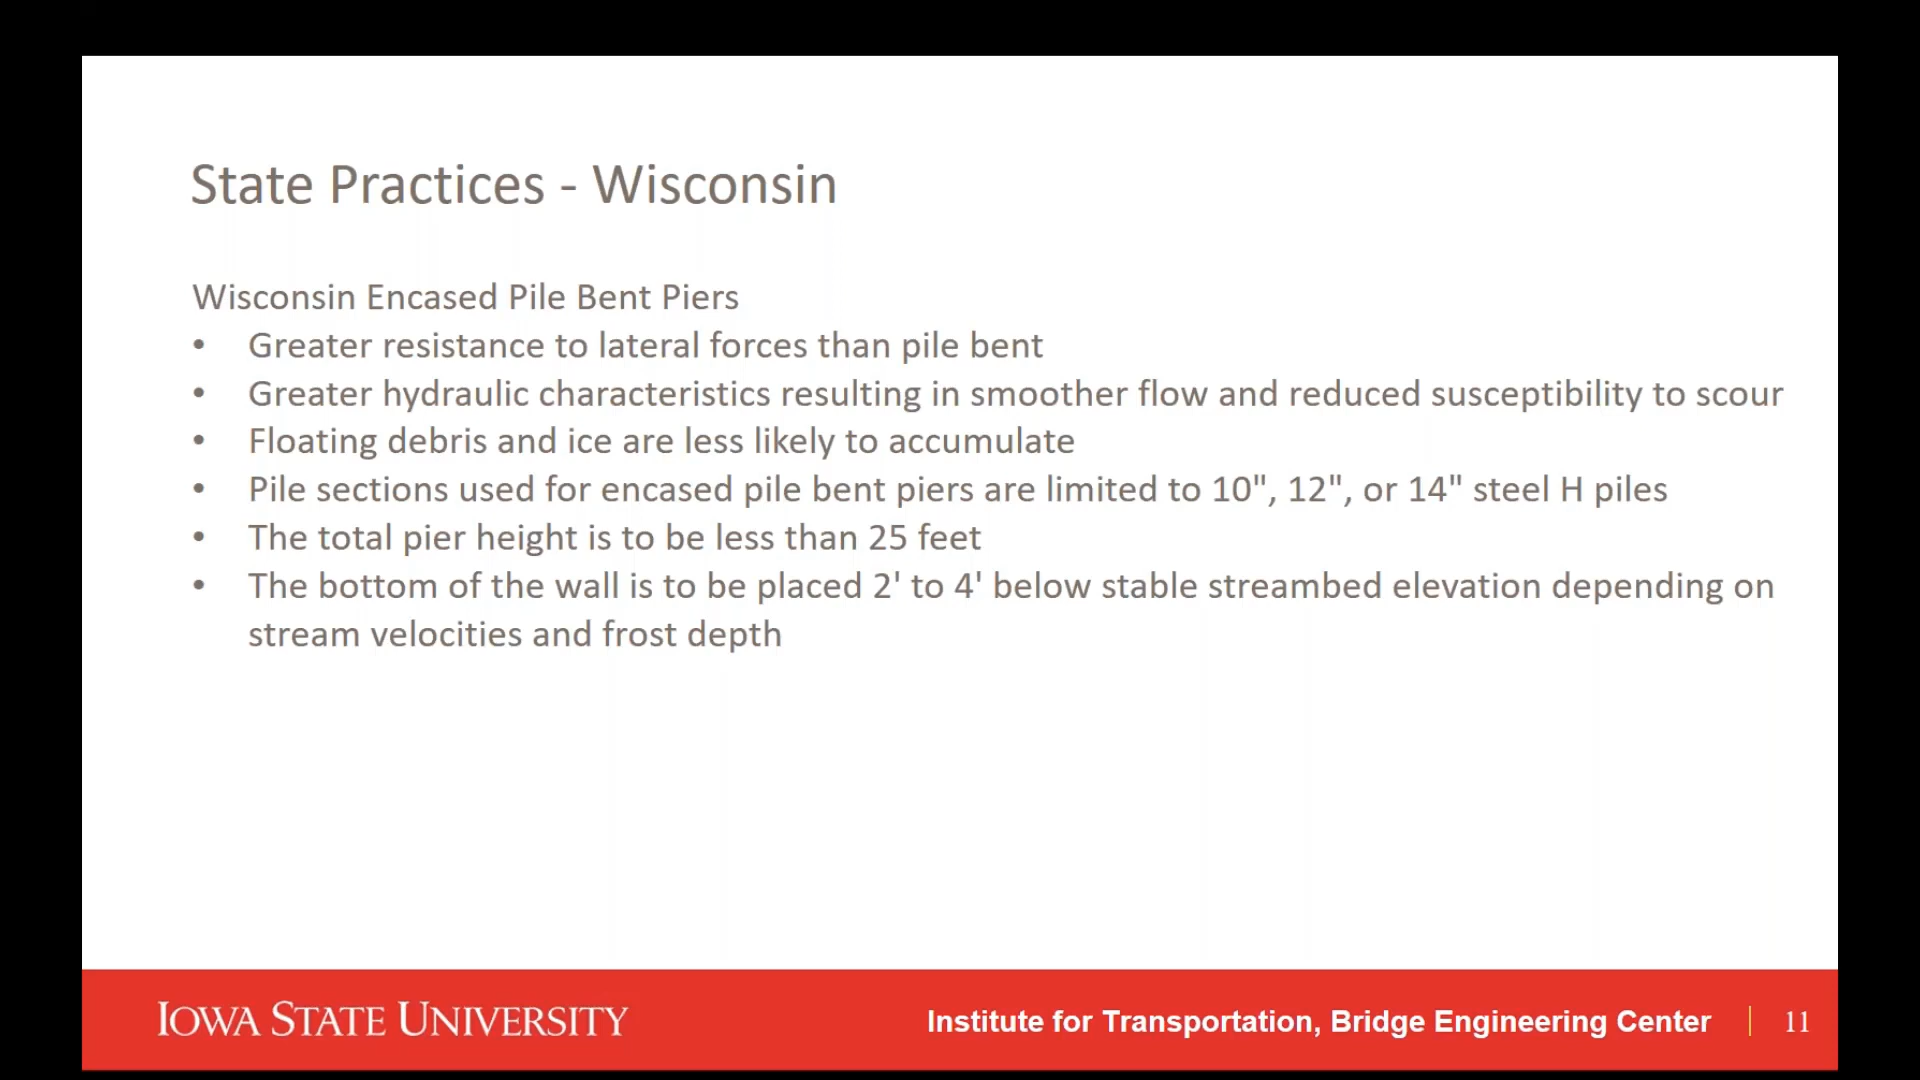 State Practices - Wisconsin
Wisconsin Encased Pile Bent Piers
• Greater resistance to lateral forces than pile bent
• Greater hydraulic characteristics resulting in smoother flow and reduced susceptibility to scour
• Floating debris and ice are less likely to accumulate
• Pile sections used for encased pile bent piers are limited to 10", 12", or 14" steel H piles
• The total pier height is to be less than 25 feet
• The bottom of the wall is to be placed 2' to 4' below stable streambed elevation depending on
stream velocities and frost depth
IOWA STATE UNIVERSITY
Institute for Transportation, Bridge Engineering Center | 11